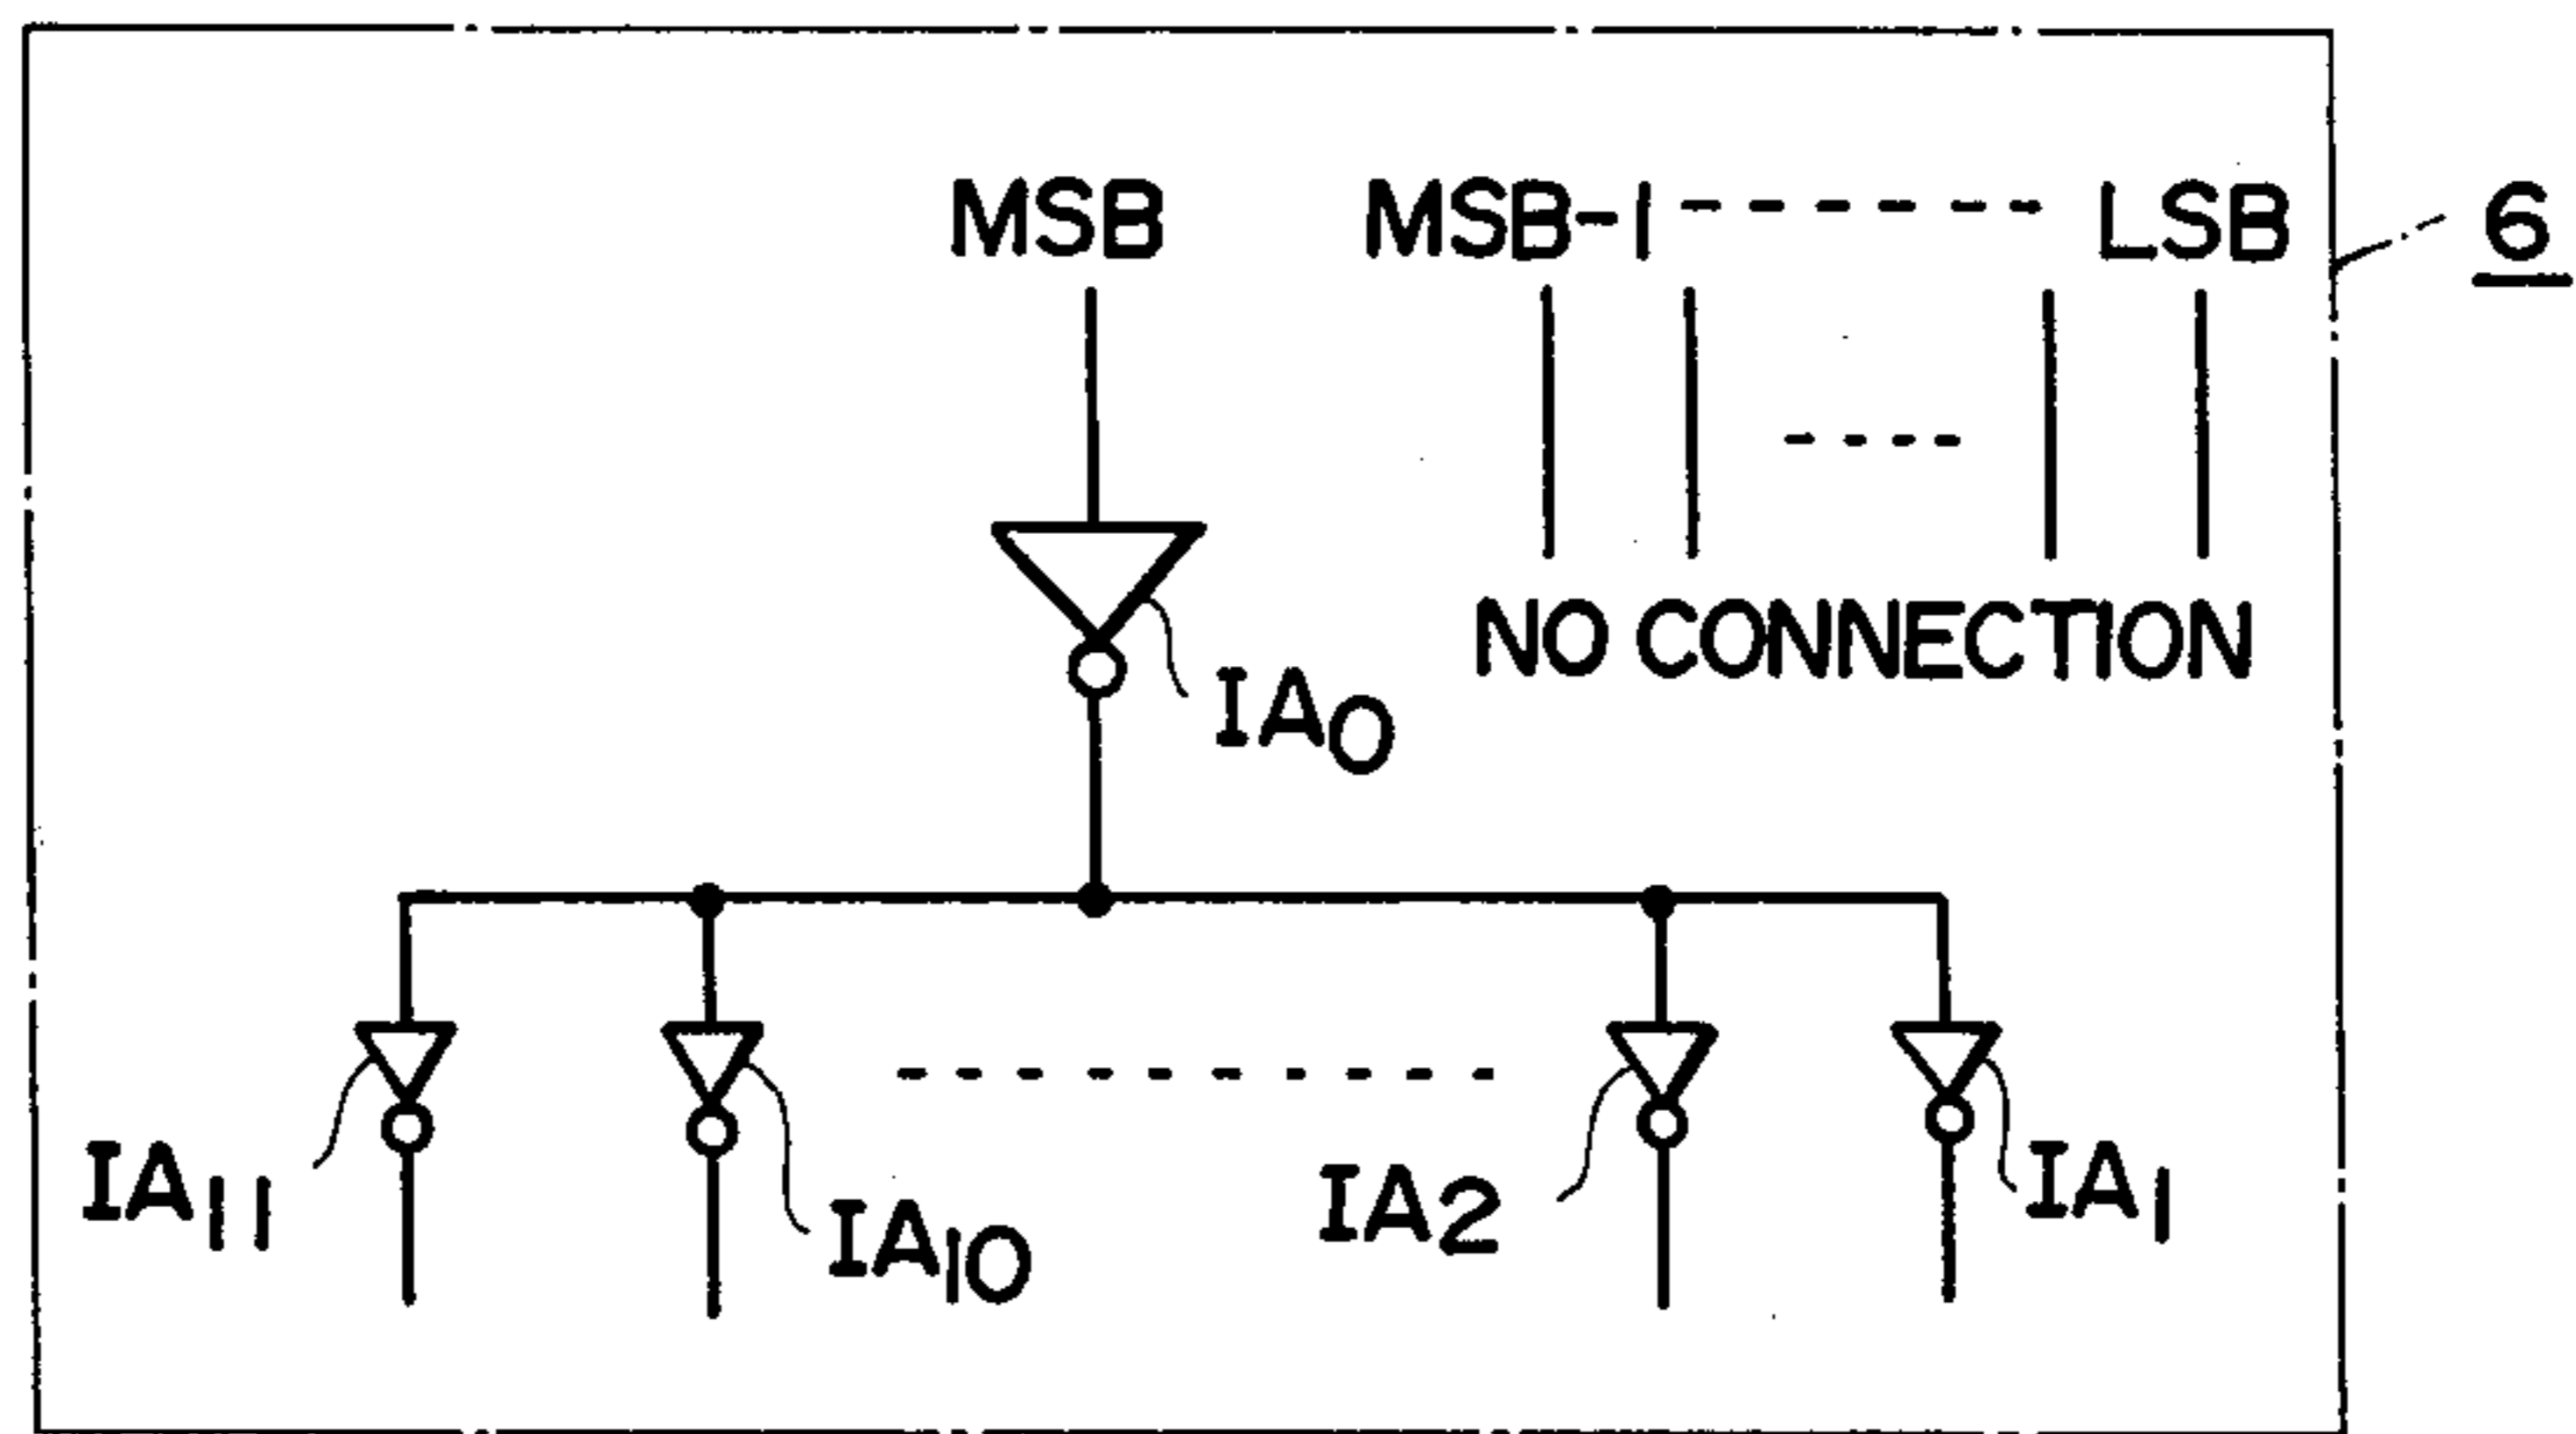 MSB MSB-1 ---------- LSB
6
NO CONNECTION
IA0
IA11
IA10
IA2
IA1